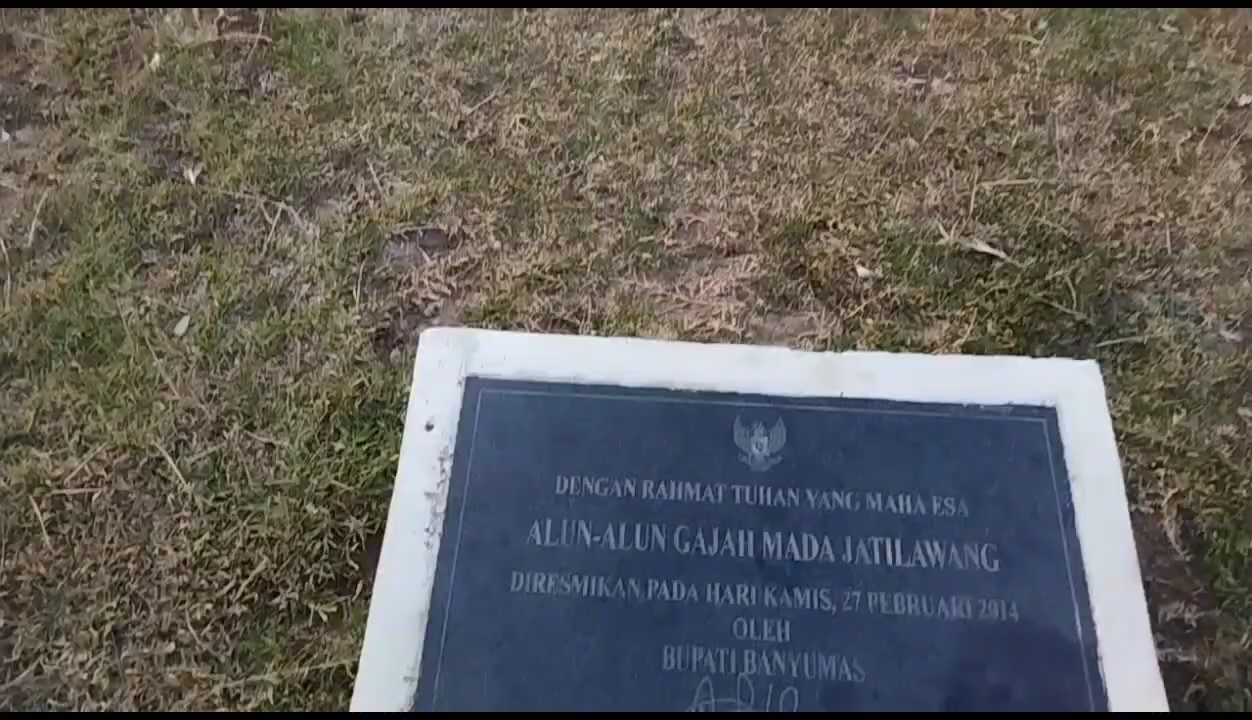 DENGAN RAHMAT TUHAN YANG MAHA ESA
ALUN-ALUN GAJAH MADA JATILAWANG
DIRESMIKAN PADA HARI KAMIS, 27 PEBRUARI 2014
OLEH
BUPATI BANYUMAS